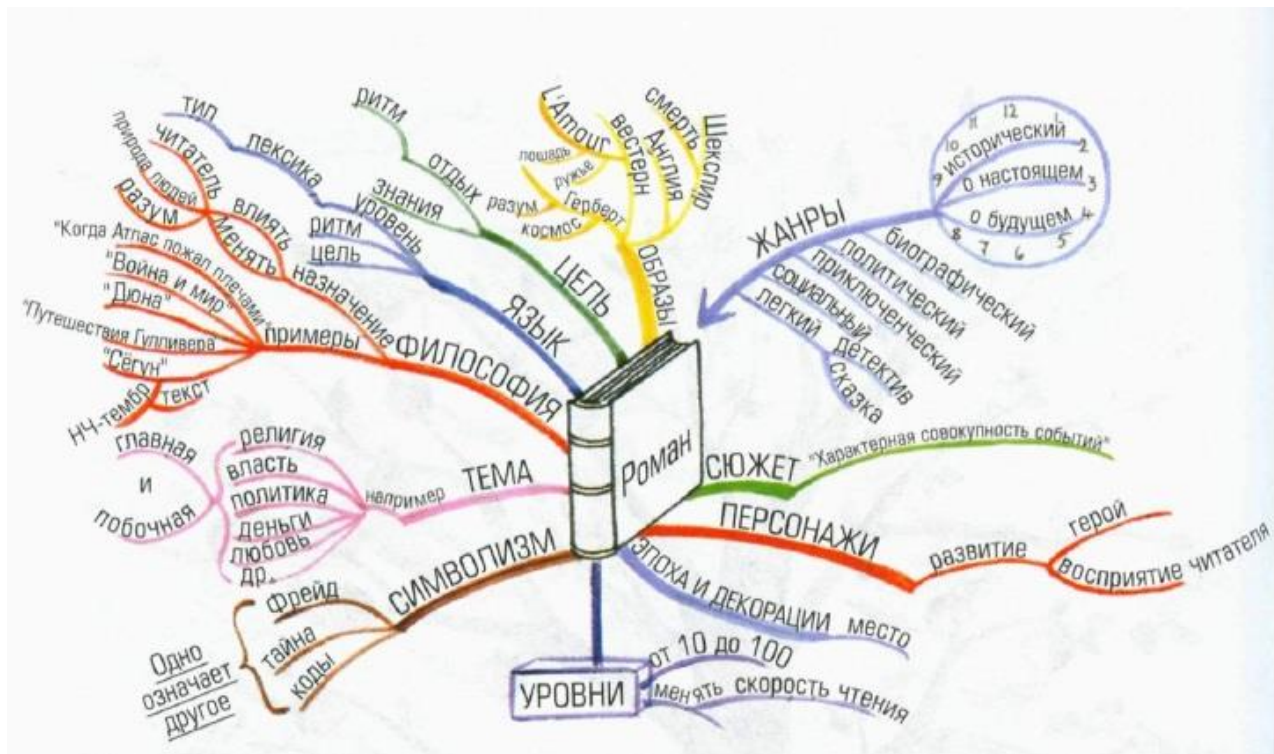 Роман
ЖАНРЫ
12
1
2
3
4
5
6
7
8
9
10
11
исторический
о настоящем
о будущем
биографический
политический
приключенческий
социальный
легкий
детектив
сказка
СЮЖЕТ
"Характерная совокупность событий"
ПЕРСОНАЖИ
развитие
герой
восприятие читателя
ЭПОХА И ДЕКОРАЦИИ
место
УРОВНИ
от 10 до 100
менять скорость чтения
СИМВОЛИЗМ
Фрейд
тайна
коды
Одно
означает
другое
ТЕМА
например
религия
власть
политика
деньги
любовь
др.
главная
и
побочная
ФИЛОСОФИЯ
примеры
"Когда Атлас пожал плечами"
"Война и мир"
"Дюна"
"Путешествия Гулливера
"Сёгун"
текст
НЧ-тембр
назначение
влиять
менять
читатель
природа людей
разум
ЯЗЫК
уровень
лексика
тип
ритм
цель
ЦЕЛЬ
отдых
ритм
знания
ОБРАЗЫ
Герберт
разум
космос
вестерн
L'Amour
лошадь
ружье
Англия
смерть
Шекспир